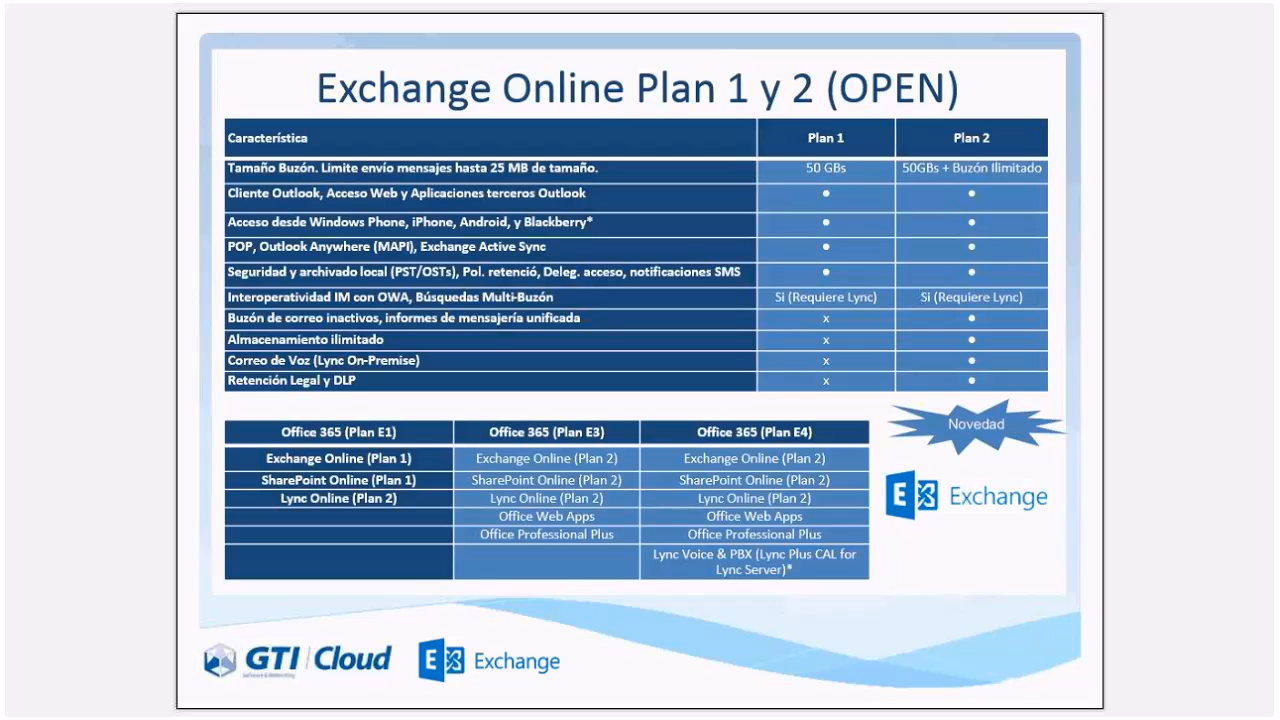 Exchange Online Plan 1 y 2 (OPEN)
Característica Plan 1 Plan 2
Tamaño Buzón. Limite envío mensajes hasta 25 MB de tamaño. 50 GBs 50GBs + Buzón Ilimitado
Cliente Outlook, Acceso Web y Aplicaciones terceros Outlook ● ●
Acceso desde Windows Phone, iPhone, Android, y Blackberry* ● ●
POP, Outlook Anywhere (MAPI), Exchange Active Sync ● ●
Seguridad y archivado local (PST/OSTs), Pol. retenció, Deleg. acceso, notificaciones SMS ● ●
Interoperatividad IM con OWA, Búsquedas Multi-Buzón Si (Requiere Lync) Si (Requiere Lync)
Buzón de correo inactivos, informes de mensajería unificada x ●
Almacenamiento ilimitado x ●
Correo de Voz (Lync On-Premise) x ●
Retención Legal y DLP x ●
Office 365 (Plan E1) Office 365 (Plan E3) Office 365 (Plan E4)
Exchange Online (Plan 1) Exchange Online (Plan 2) Exchange Online (Plan 2)
SharePoint Online (Plan 1) SharePoint Online (Plan 2) SharePoint Online (Plan 2)
Lync Online (Plan 2) Lync Online (Plan 2) Lync Online (Plan 2)
Office Web Apps Office Web Apps
Office Professional Plus Office Professional Plus
Lync Voice & PBX (Lync Plus CAL for
Lync Server)*
Novedad
E Exchange
GTI Cloud
Software & Networking
E Exchange